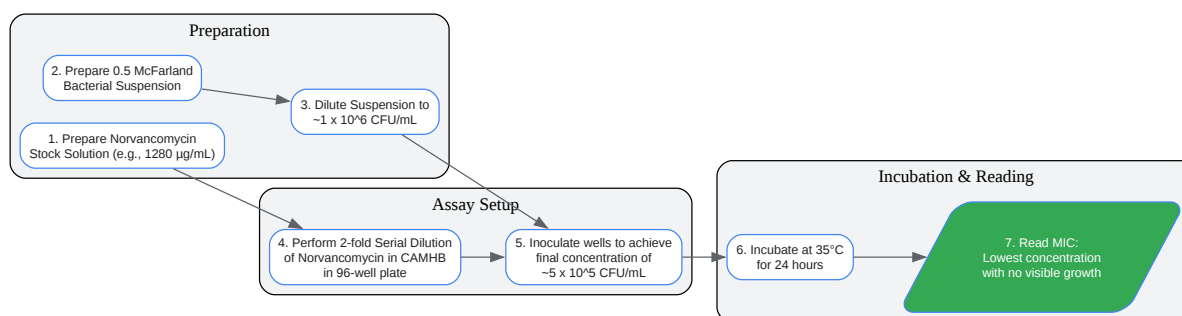 Preparation
2. Prepare 0.5 McFarland
Bacterial Suspension
3. Dilute Suspension to
~1 x 10^6 CFU/mL
1. Prepare Norvancomycin
Stock Solution (e.g., 1280 µg/mL)
Assay Setup
4. Perform 2-fold Serial Dilution
of Norvancomycin in CAMHB
in 96-well plate
5. Inoculate wells to achieve
final concentration of
~5 x 10^5 CFU/mL
Incubation & Reading
6. Incubate at 35°C
for 24 hours
7. Read MIC:
Lowest concentration
with no visible growth